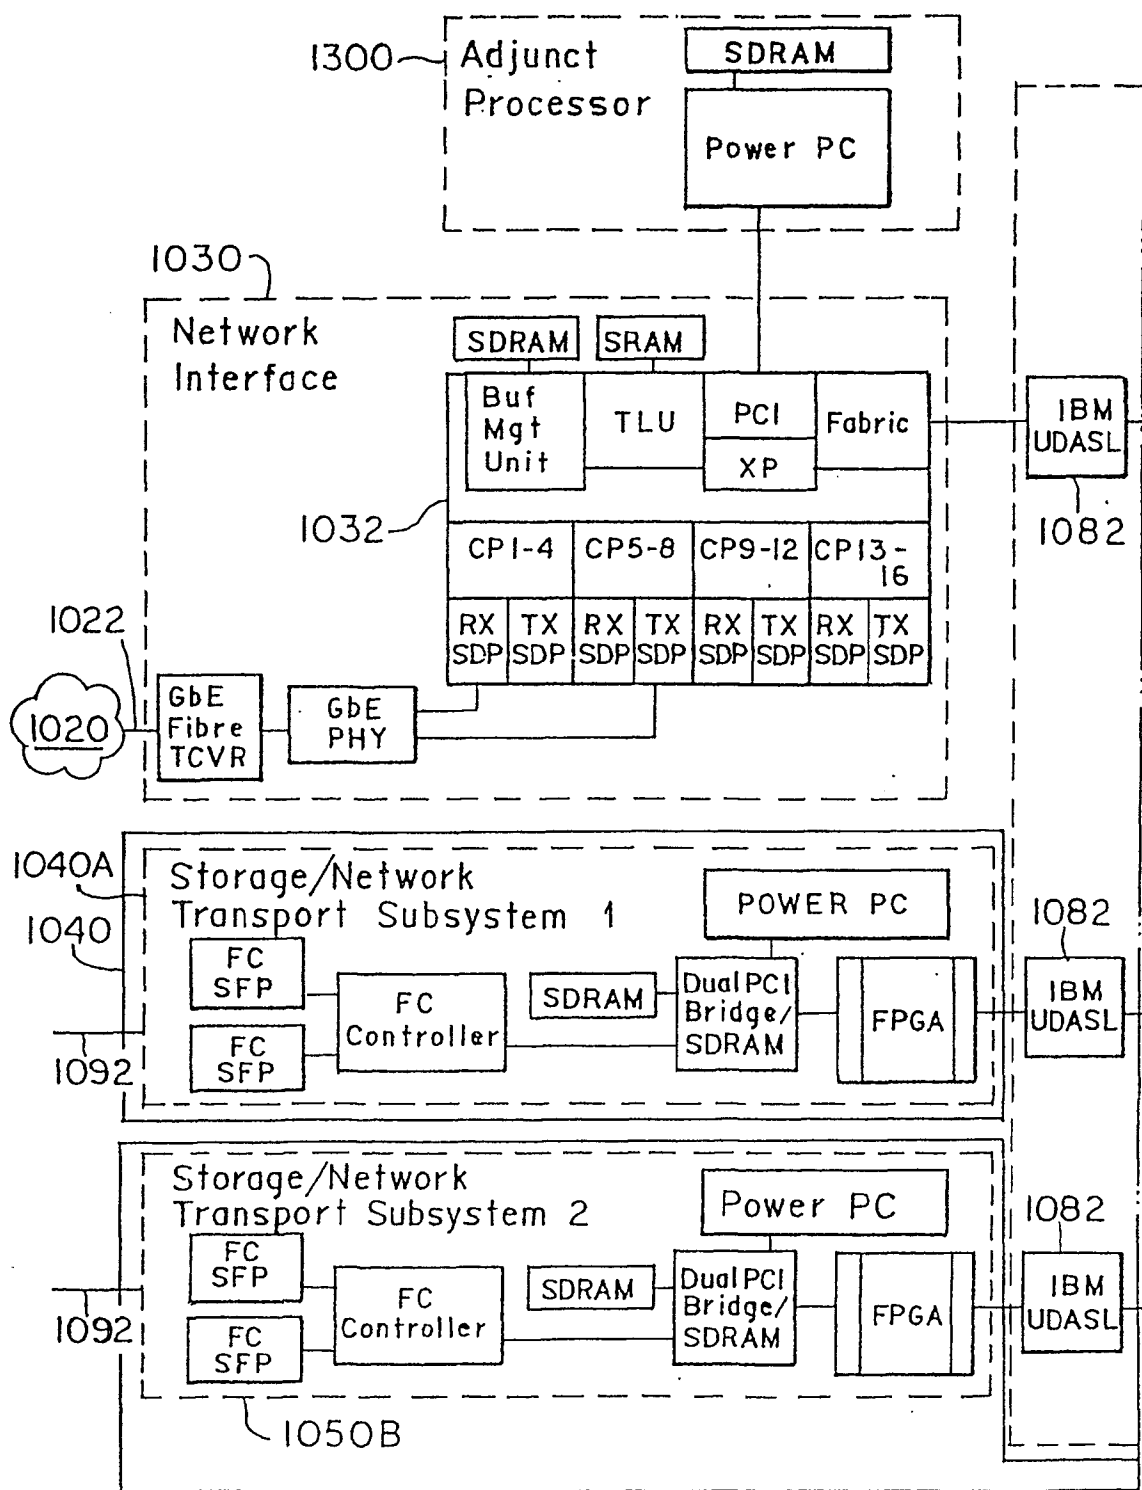 1300
Adjunct
Processor
SDRAM
Power PC
1030
Network
Interface
SDRAM
SRAM
Buf
Mgt
Unit
TLU
PCI
XP
Fabric
IBM
UDASL
1082
1032
CP1-4
CP5-8
CP9-12
CP13-
16
RX
SDP
TX
SDP
RX
SDP
TX
SDP
RX
SDP
TX
SDP
RX
SDP
TX
SDP
1022
1020
GbE
Fibre
TCVR
GbE
PHY
1040A
1040
Storage/Network
Transport Subsystem 1
POWER PC
FC
SFP
FC
SFP
FC
Controller
SDRAM
Dual PCI
Bridge/
SDRAM
FPGA
1082
IBM
UDASL
1092
Storage/Network
Transport Subsystem 2
Power PC
FC
SFP
FC
SFP
FC
Controller
SDRAM
Dual PCI
Bridge/
SDRAM
FPGA
1082
IBM
UDASL
1092
1050B